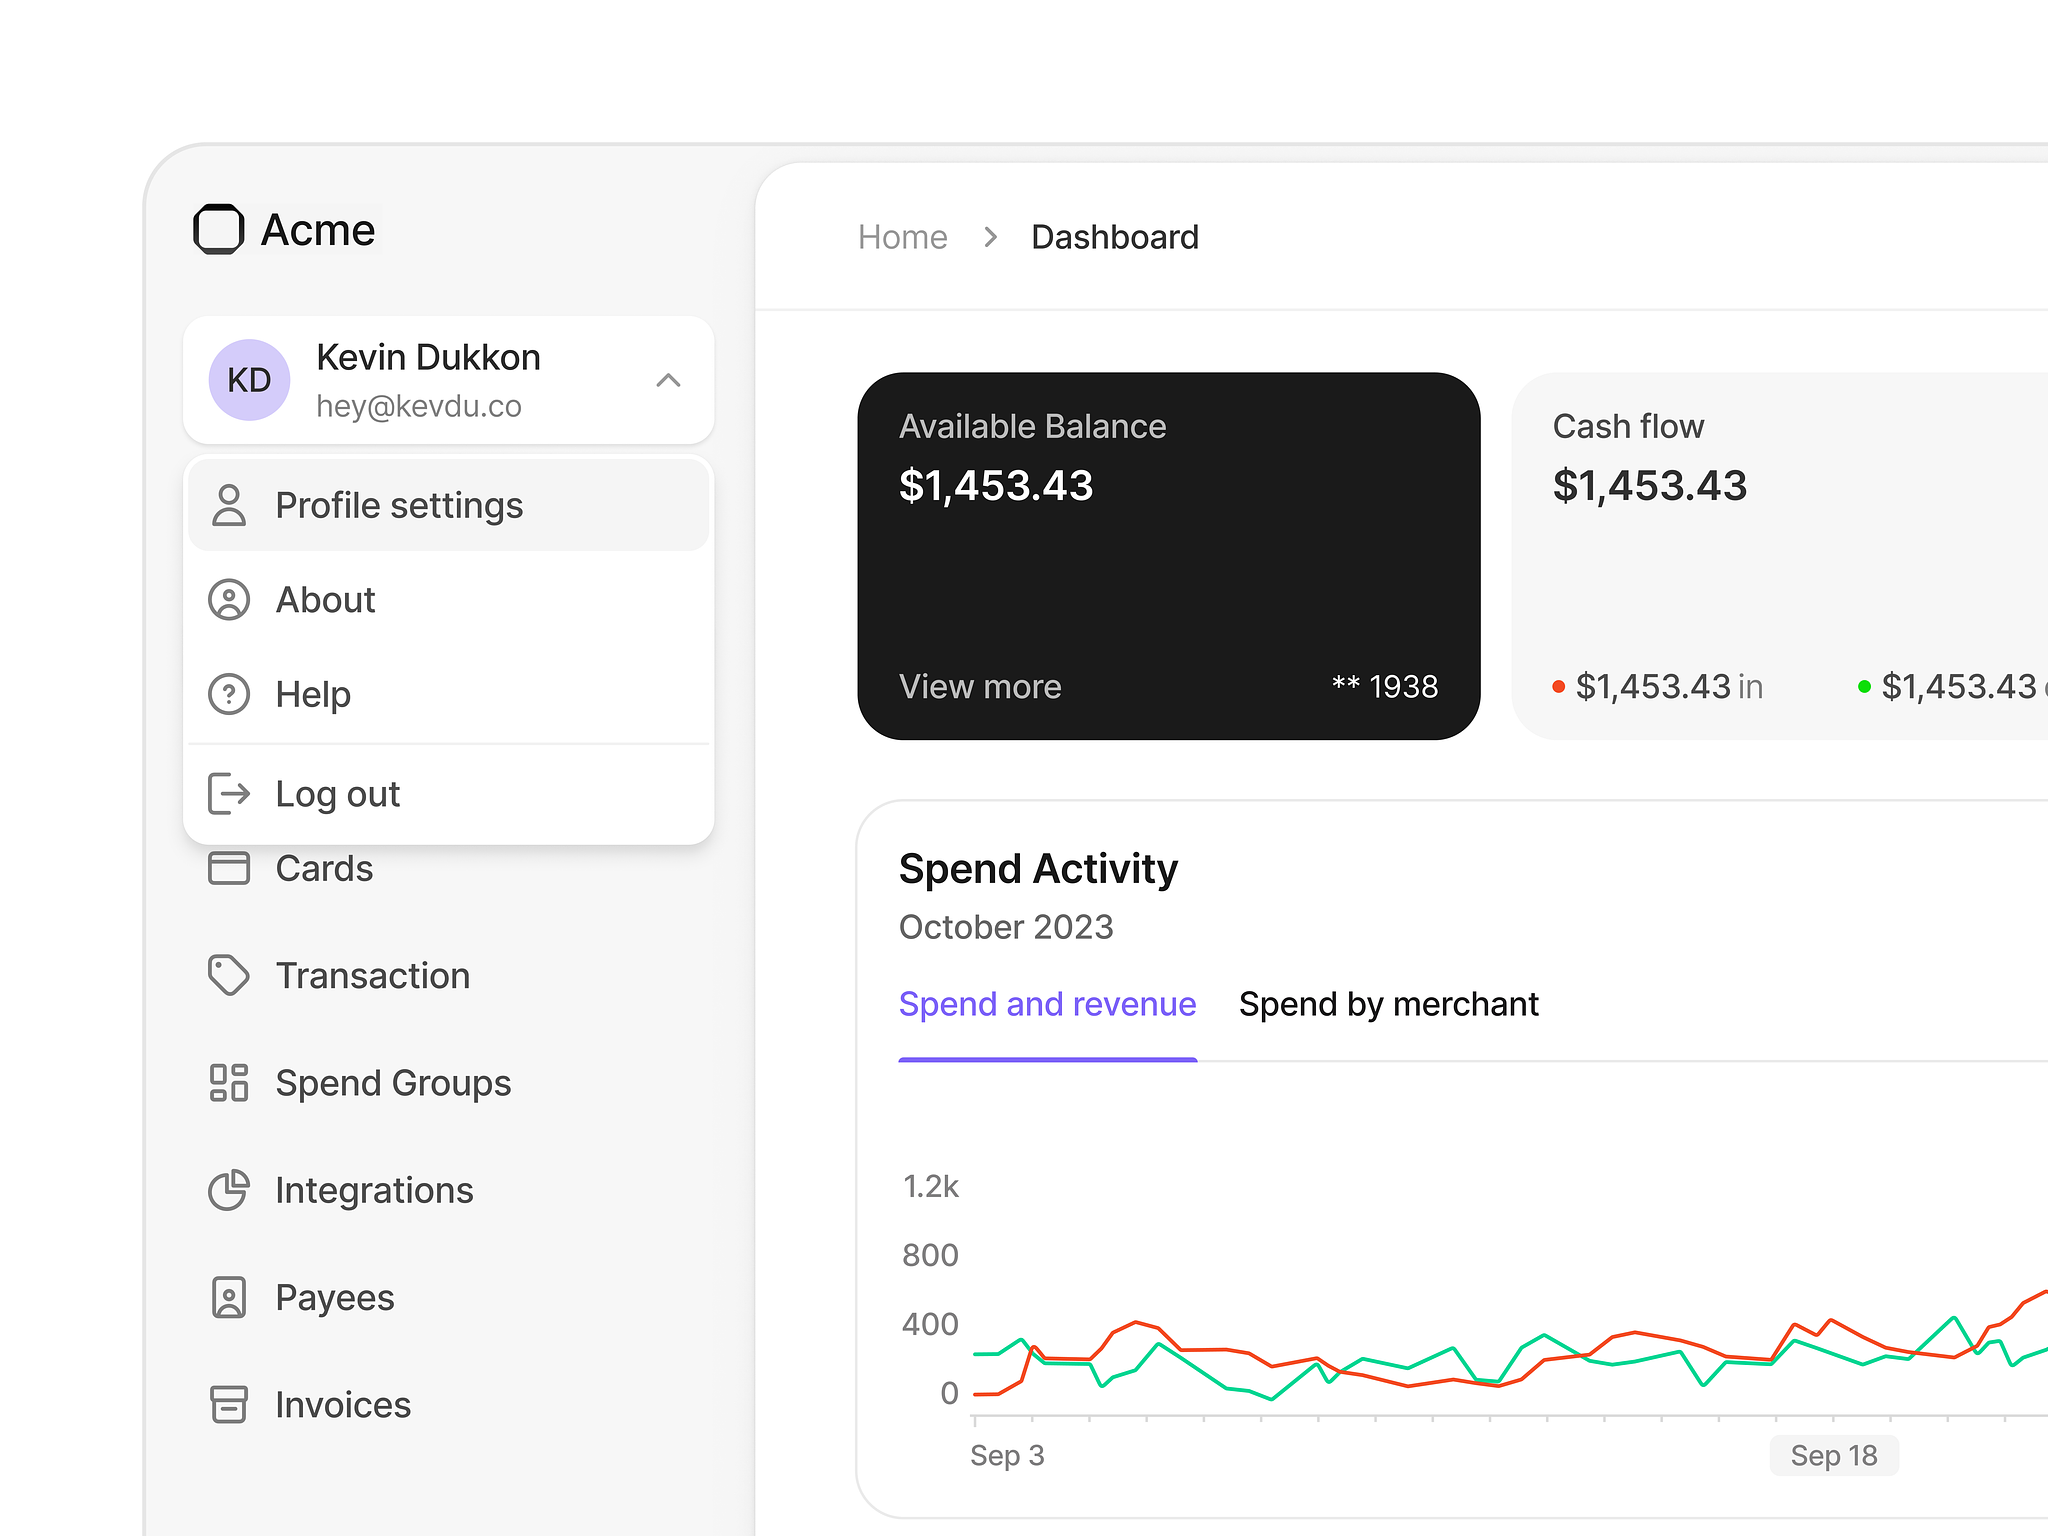 Acme
KD
Kevin Dukkon
hey@kevdu.co
Profile settings
About
Help
Log out
Cards
Transaction
Spend Groups
Integrations
Payees
Invoices
Home > Dashboard
Available Balance
$1,453.43
View more
** 1938
Cash flow
$1,453.43
$1,453.43 in
$1,453.43
Spend Activity
October 2023
Spend and revenue
Spend by merchant
1.2k
800
400
0
Sep 3
Sep 18